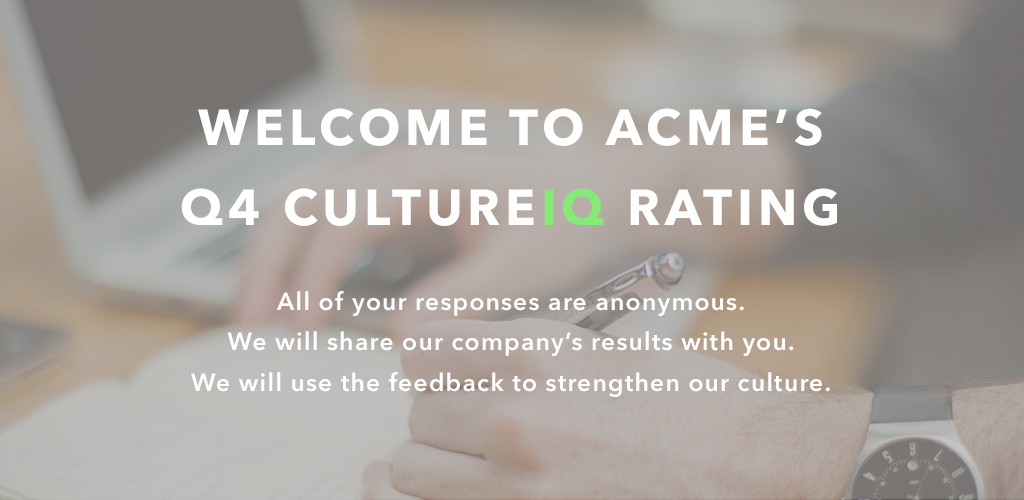 WELCOME TO ACME’S
Q4 CULTUREIQ RATING
All of your responses are anonymous.
We will share our company’s results with you.
We will use the feedback to strengthen our culture.